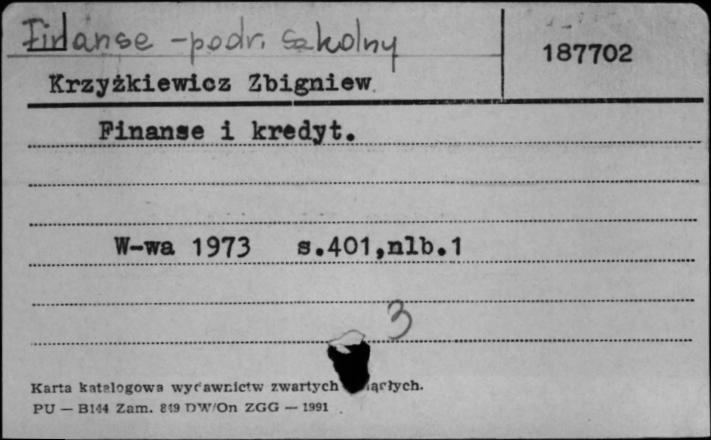 Finanse - podr. szkolny
187702
Krzyżkiewicz Zbigniew
Finanse i kredyt.
W-wa 1973 s.401,nlb.1
3
Karta katalogowa wydawnictw zwartych
PU — B144 Zam. 849 DW/On ZGG — 1991